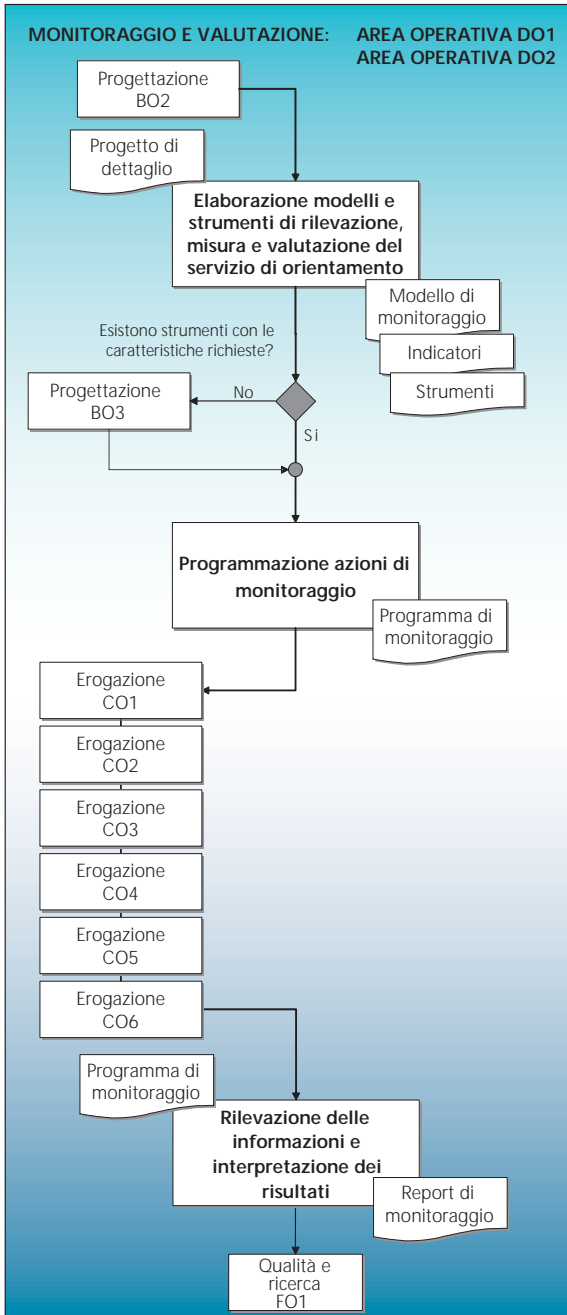 MONITORAGGIO E VALUTAZIONE: AREA OPERATIVA DO1
AREA OPERATIVA DO2
Progettazione
BO2
Progetto di
dettaglio
Elaborazione modelli e
strumenti di rilevazione,
misura e valutazione del
servizio di orientamento
Modello di
monitoraggio
Indicatori
Strumenti
Esistono strumenti con le
caratteristiche richieste?
No
Progettazione
BO3
Si
Programmazione azioni di
monitoraggio
Programma di
monitoraggio
Erogazione
CO1
Erogazione
CO2
Erogazione
CO3
Erogazione
CO4
Erogazione
CO5
Erogazione
CO6
Programma di
monitoraggio
Rilevazione delle
informazioni e
interpretazione dei
risultati
Report di
monitoraggio
Qualità e
ricerca
FO1